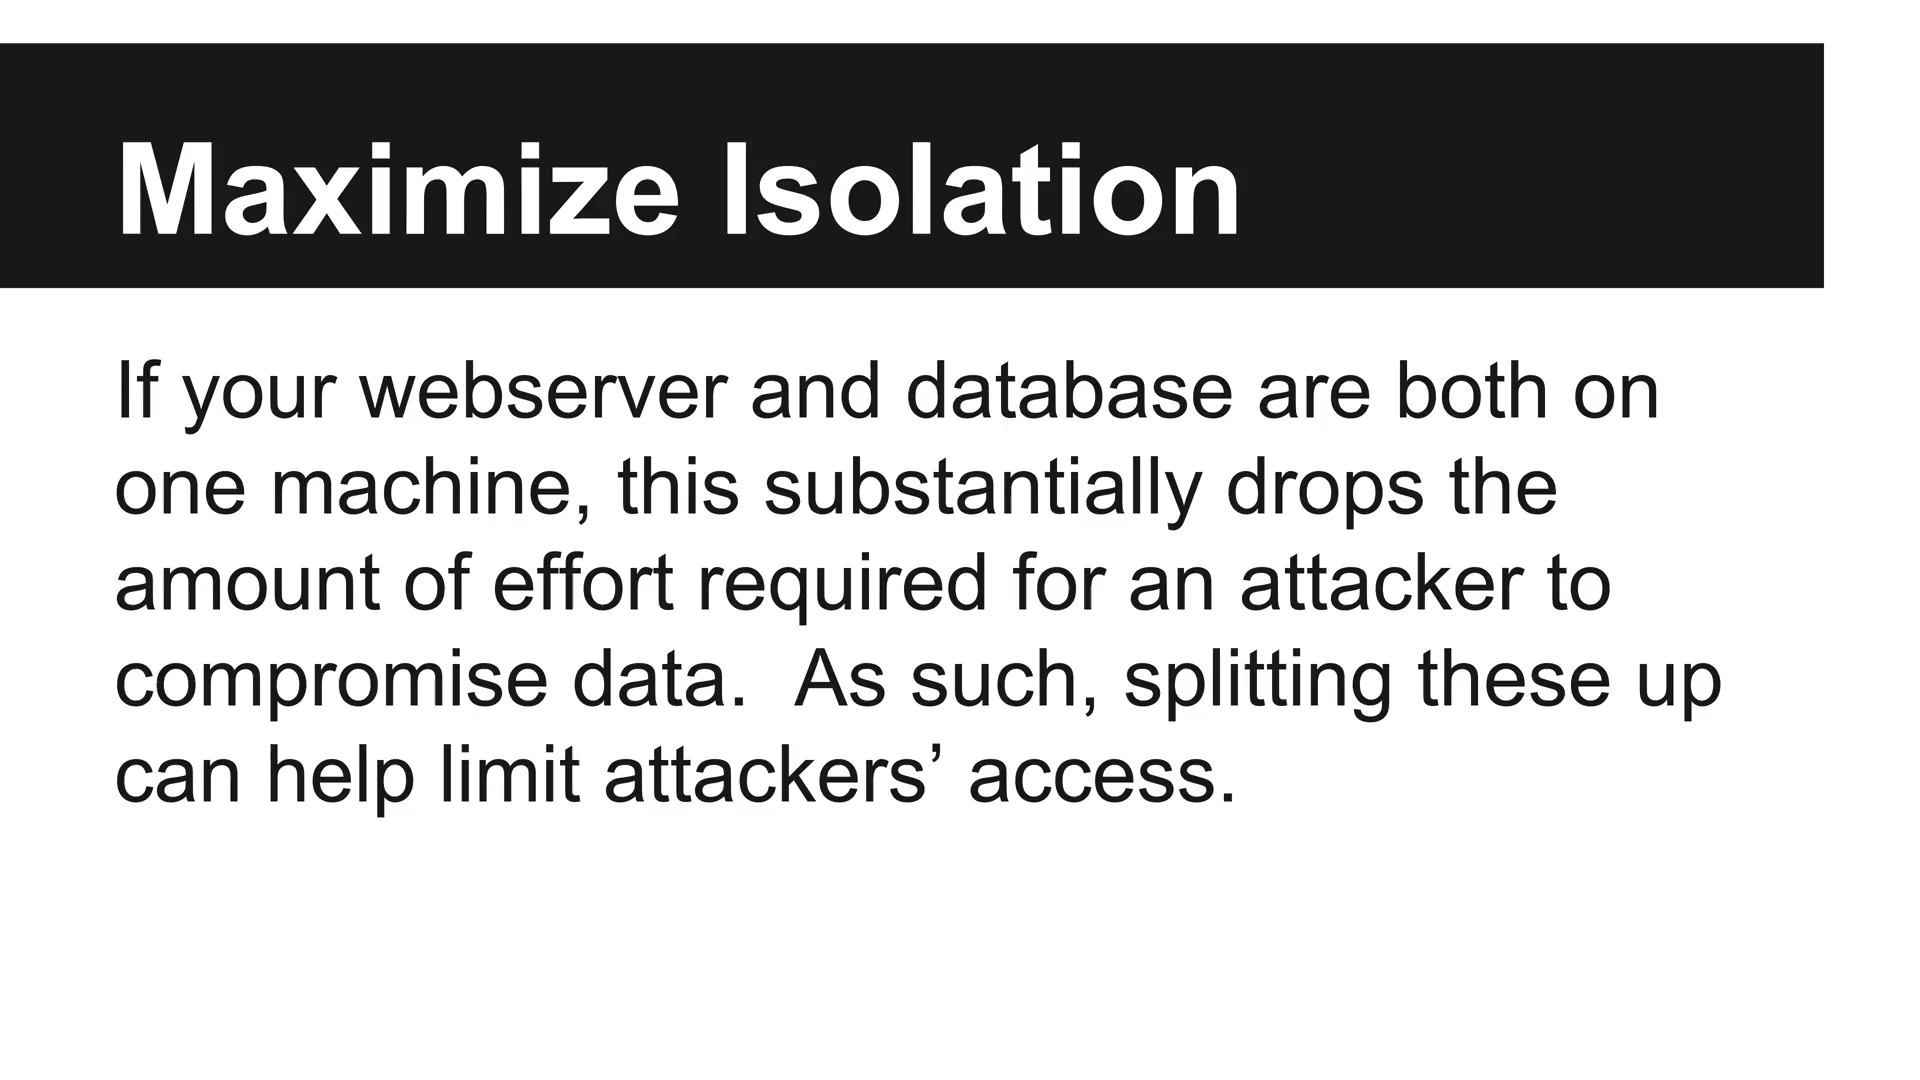 Maximize Isolation
If your webserver and database are both on
one machine, this substantially drops the
amount of effort required for an attacker to
compromise data.  As such, splitting these up
can help limit attackers’ access.